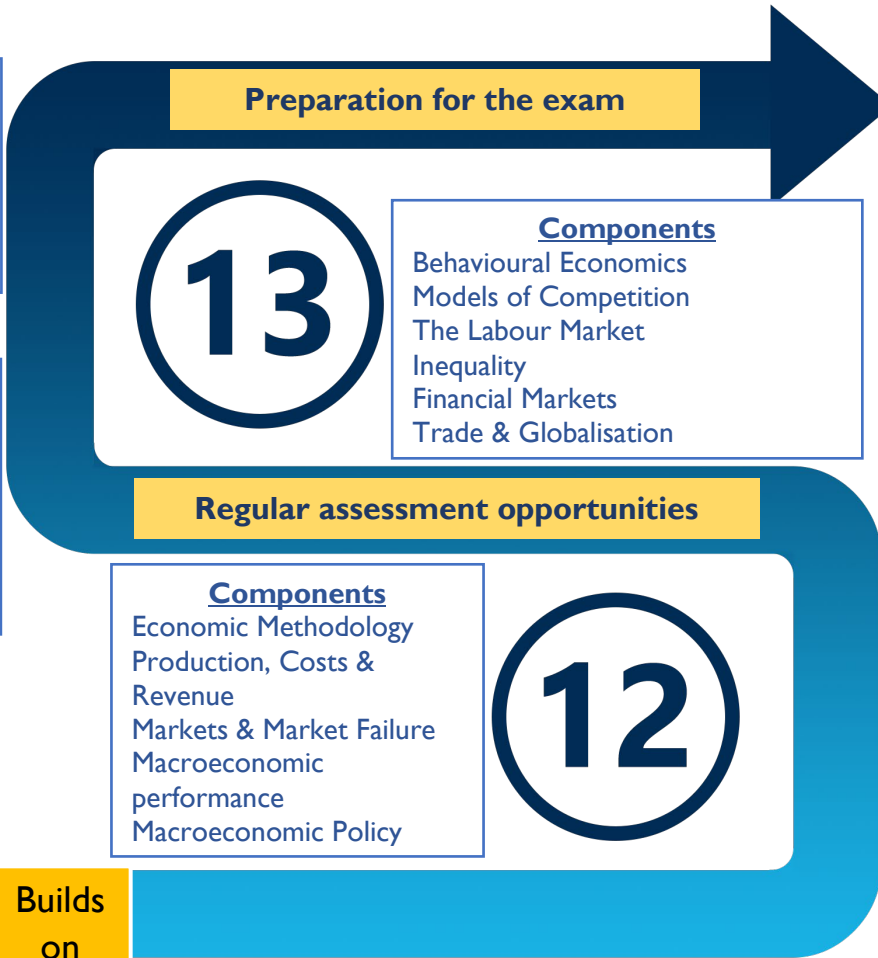 Preparation for the exam
13
Components
Behavioural Economics
Models of Competition
The Labour Market
Inequality
Financial Markets
Trade & Globalisation
Regular assessment opportunities
Components
Economic Methodology
Production, Costs &
Revenue
Markets & Market Failure
Macroeconomic
performance
Macroeconomic Policy
12
Builds
on